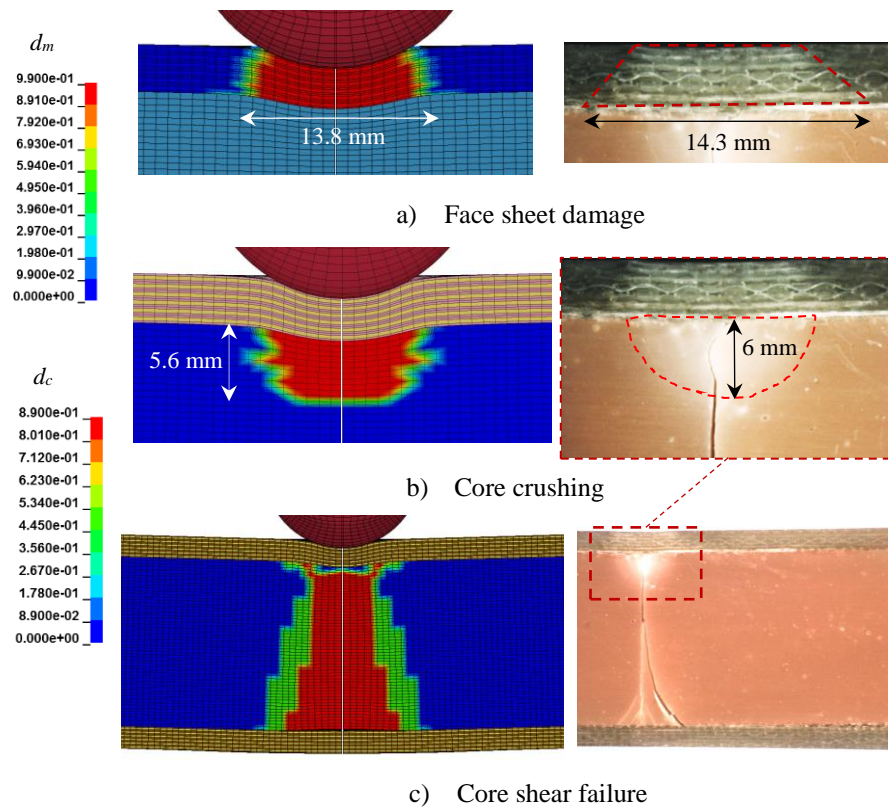 d_m
9.900e-01
8.910e-01
7.920e-01
6.930e-01
5.940e-01
4.950e-01
3.960e-01
2.970e-01
1.980e-01
9.900e-02
0.000e+00
13.8 mm
14.3 mm
a) Face sheet damage
5.6 mm
6 mm
b) Core crushing
d_c
8.900e-01
8.010e-01
7.120e-01
6.230e-01
5.340e-01
4.450e-01
3.560e-01
2.670e-01
1.780e-01
8.900e-02
0.000e+00
c) Core shear failure